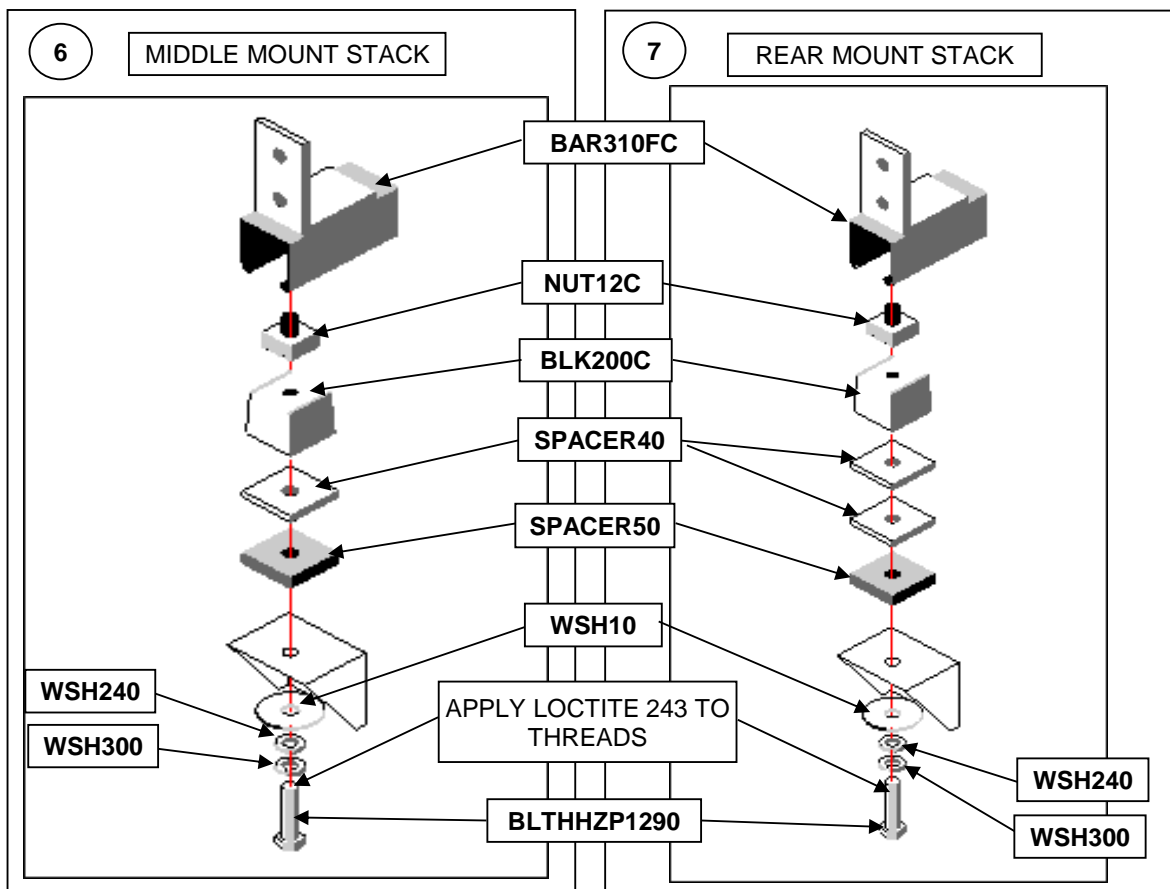 6
MIDDLE MOUNT STACK
7
REAR MOUNT STACK
BAR310FC
NUT12C
BLK200C
SPACER40
SPACER50
WSH10
WSH240
WSH300
APPLY LOCTITE 243 TO
THREADS
BLTHHZP1290
WSH240
WSH300